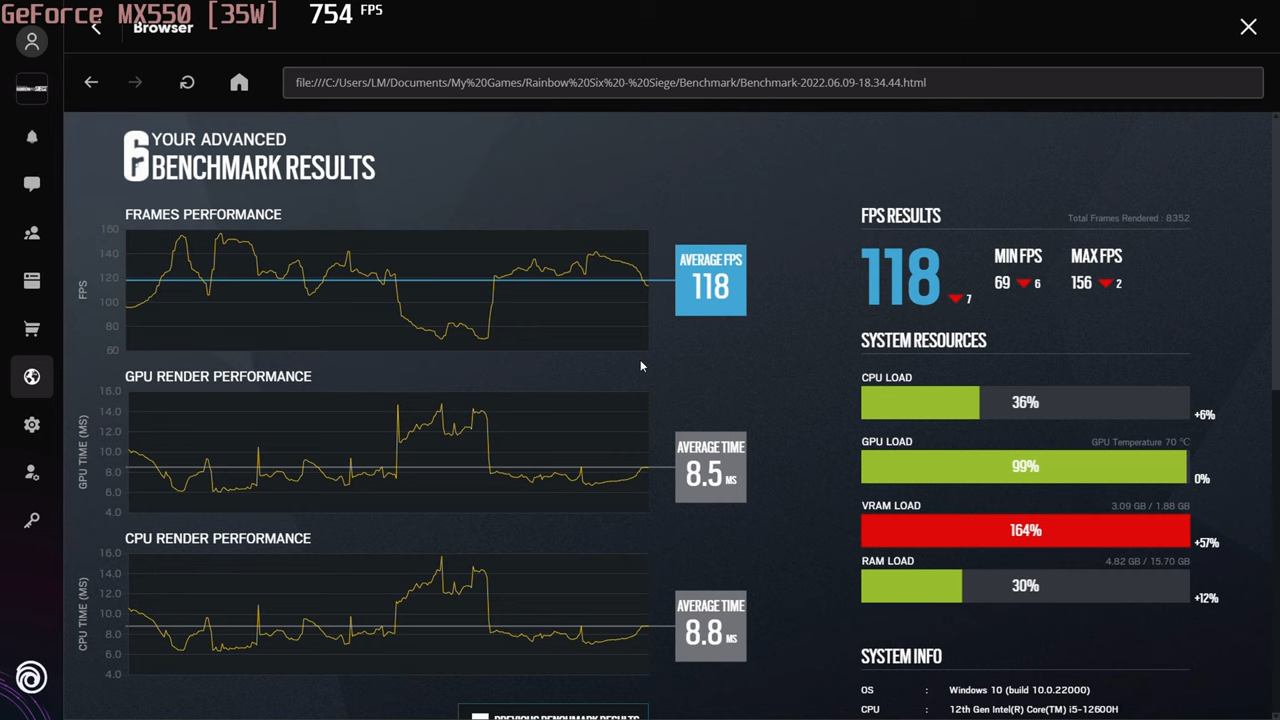 GeForce MX550 [35W] 754 FPS
Browser
file:///C:/Users/LM/Documents/My%20Games/Rainbow%20Six%20-%20Siege/Benchmark/Benchmark-2022.06.09-18.34.44.html
YOUR ADVANCED
BENCHMARK RESULTS
FRAMES PERFORMANCE
160
140
120
100
80
60
FPS
AVERAGE FPS
118
GPU RENDER PERFORMANCE
16.0
14.0
12.0
10.0
8.0
6.0
4.0
GPU TIME (MS)
AVERAGE TIME
8.5 MS
CPU RENDER PERFORMANCE
16.0
14.0
12.0
10.0
8.0
6.0
4.0
CPU TIME (MS)
AVERAGE TIME
8.8 MS
PREVIOUS BENCHMARK RESULTS
FPS RESULTS
Total Frames Rendered : 8352
118 7
MIN FPS
69 6
MAX FPS
156 2
SYSTEM RESOURCES
CPU LOAD
36%
+6%
GPU LOAD
GPU Temperature 70 °C
99%
0%
VRAM LOAD
3.09 GB / 1.88 GB
164%
+57%
RAM LOAD
4.82 GB / 15.70 GB
30%
+12%
SYSTEM INFO
OS : Windows 10 (build 10.0.22000)
CPU : 12th Gen Intel(R) Core(TM) i5-12600H